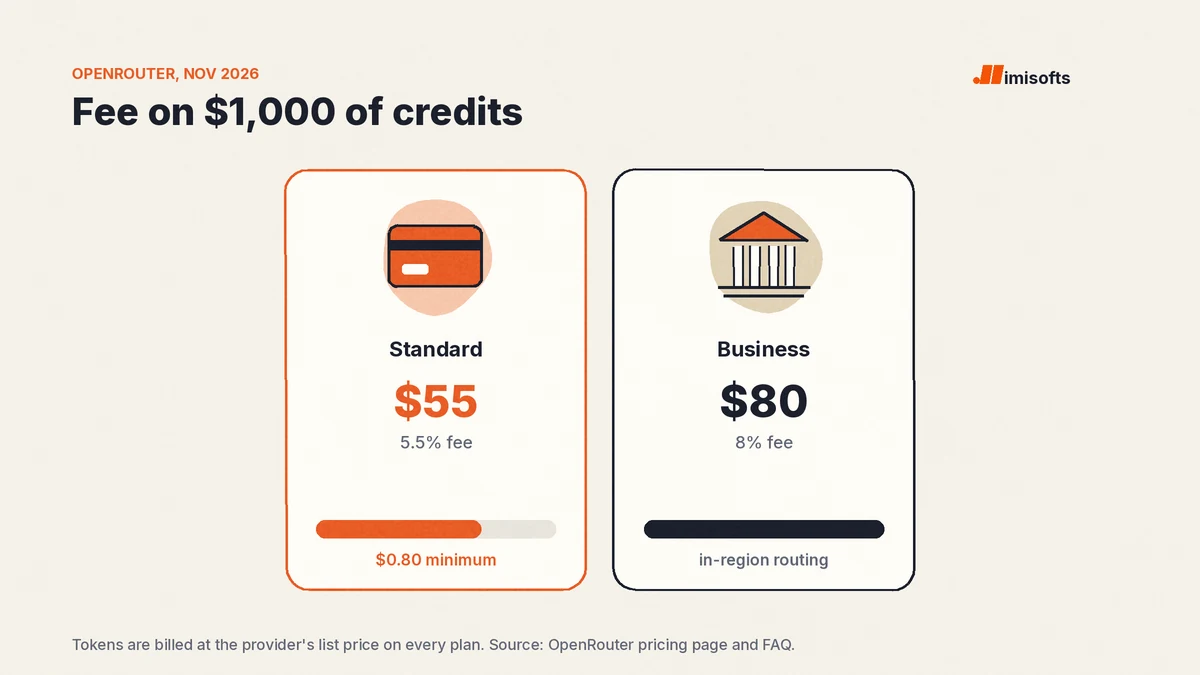 OPENROUTER, NOV 2026
Fee on $1,000 of credits
imisofts
Standard
$55
5.5% fee
$0.80 minimum
Business
$80
8% fee
in-region routing
Tokens are billed at the provider's list price on every plan. Source: OpenRouter pricing page and FAQ.